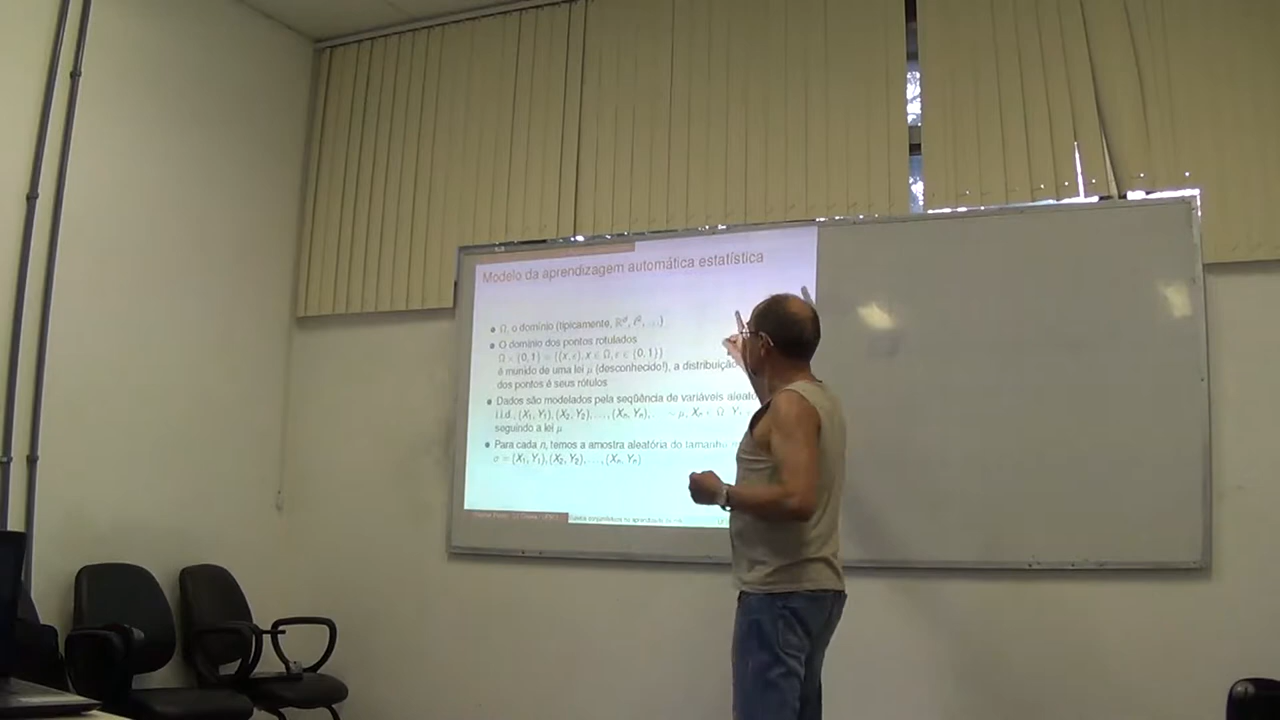 Modelo da aprendizagem automática estatística
• Ω, o domínio (tipicamente, ℝᵈ, ℓ², ...)
• O domínio dos pontos rotulados
Ω × {0, 1} = {(x, ε), x ∈ Ω, ε ∈ {0, 1}}
é munido de uma lei μ (desconhecido!), a distribuição
dos pontos é seus rótulos
• Dados são modelados pela seqüência de variáveis
i.i.d., (X₁, Y₁), (X₂, Y₂), ..., (Xₙ, Yₙ), ... ~ μ, Xₙ ∈ Ω
seguindo a lei μ
• Para cada n, temos a amostra aleatória do tamanho
σ = (X₁, Y₁), (X₂, Y₂), ..., (Xₙ, Yₙ)